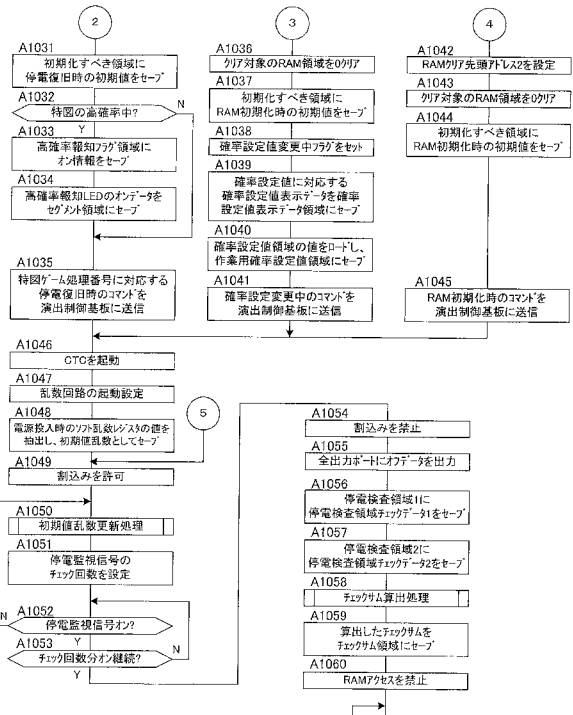 2
A1031
初期化すべき領域に
停電復旧時の初期値をセーブ
A1032
特図の高確率中?
N
Y
A1033
高確率報知フラグ領域に
オン情報をセーブ
A1034
高確率報知LEDのオンデータを
セグメント領域にセーブ
A1035
特図ゲーム処理番号に対応する
停電復旧時のコマンドを
演出制御基板に送信
3
A1036
クリア対象のRAM領域を0クリア
A1037
初期化すべき領域に
RAM初期化時の初期値をセーブ
A1038
確率設定値変更中フラグをセット
A1039
確率設定値に対応する
確率設定値表示データを確率
設定値表示データ領域にセーブ
A1040
確率設定値領域の値をロードし、
作業用確率設定値領域にセーブ
A1041
確率設定変更中のコマンドを
演出制御基板に送信
4
A1042
RAMクリア先頭アドレス2を設定
A1043
クリア対象のRAM領域を0クリア
A1044
初期化すべき領域に
RAM初期化時の初期値をセーブ
A1045
RAM初期化時のコマンドを
演出制御基板に送信
A1046
CTCを起動
A1047
乱数回路の起動設定
A1048
電源投入時のソフト乱数レジスタの値を
抽出し、初期値乱数としてセーブ
5
A1049
割込みを許可
A1050
初期値乱数更新処理
A1051
停電監視信号の
チェック回数を設定
A1052
N
停電監視信号オン?
Y
A1053
N
チェック回数分オン継続?
Y
A1054
割込みを禁止
A1055
全出力ポートにオフデータを出力
A1056
停電検査領域1に
停電検査領域チェックデータ1をセーブ
A1057
停電検査領域2に
停電検査領域チェックデータ2をセーブ
A1058
チェックサム算出処理
A1059
算出したチェックサムを
チェックサム領域にセーブ
A1060
RAMアクセスを禁止